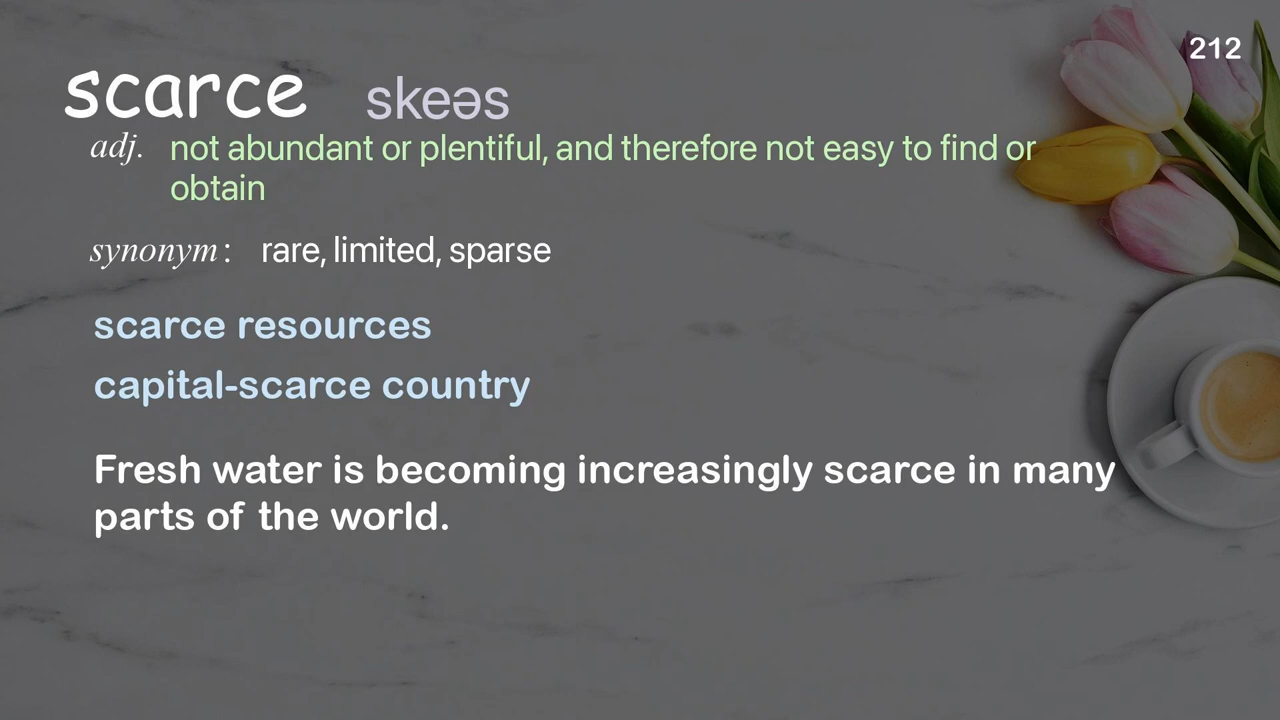 212
scarce skeəs
adj. not abundant or plentiful, and therefore not easy to find or
obtain
synonym : rare, limited, sparse
scarce resources
capital-scarce country
Fresh water is becoming increasingly scarce in many
parts of the world.